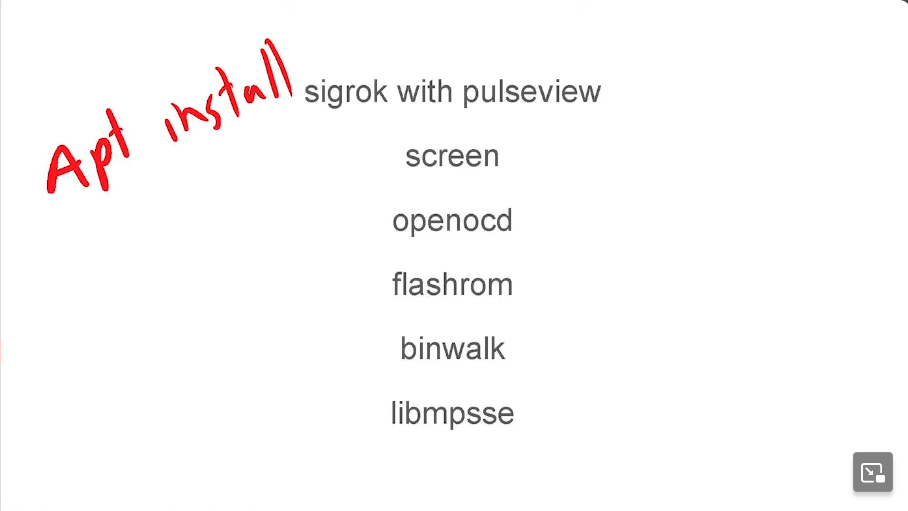 Apt install
sigrok with pulseview
screen
openocd
flashrom
binwalk
libmpsse